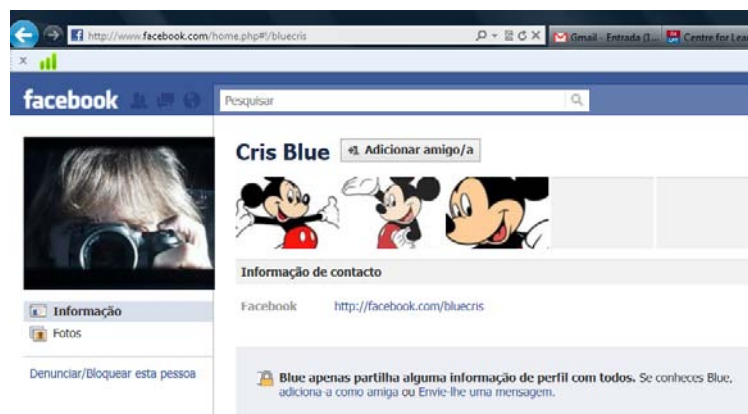 http://www.facebook.com/home.php#!/bluecris
Gmail - Entrada (1...
Centre for Lear
facebook
Pesquisar
Cris Blue
+1 Adicionar amigo/a
Informação de contacto
Facebook http://facebook.com/bluecris
Informação
Fotos
Denunciar/Bloquear esta pessoa
Blue apenas partilha alguma informação de perfil com todos. Se conheces Blue,
adiciona-a como amiga ou Envie-lhe uma mensagem.